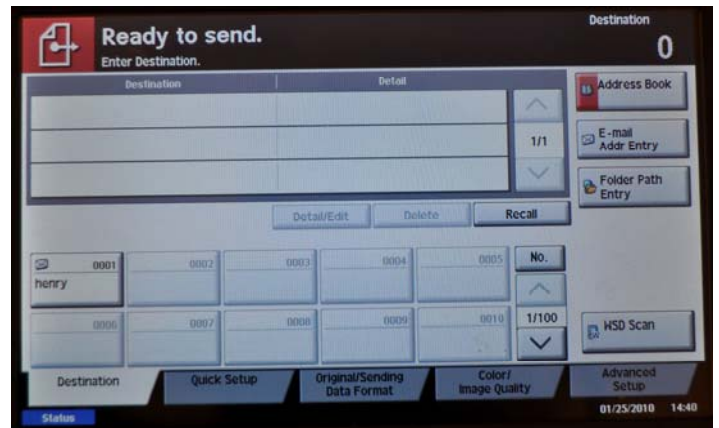 Ready to send.
Enter Destination.
Destination
0
Destination Detail
1/1
Address Book
E-mail
Addr Entry
Folder Path
Entry
Detail/Edit Delete Recall
0001 0002 0003 0004 0005 No.
henry
0006 0007 0008 0009 0010 1/100
WSD Scan
Destination
Quick Setup
Original/Sending
Data Format
Color/
Image Quality
Advanced
Setup
Status
01/25/2010 14:40